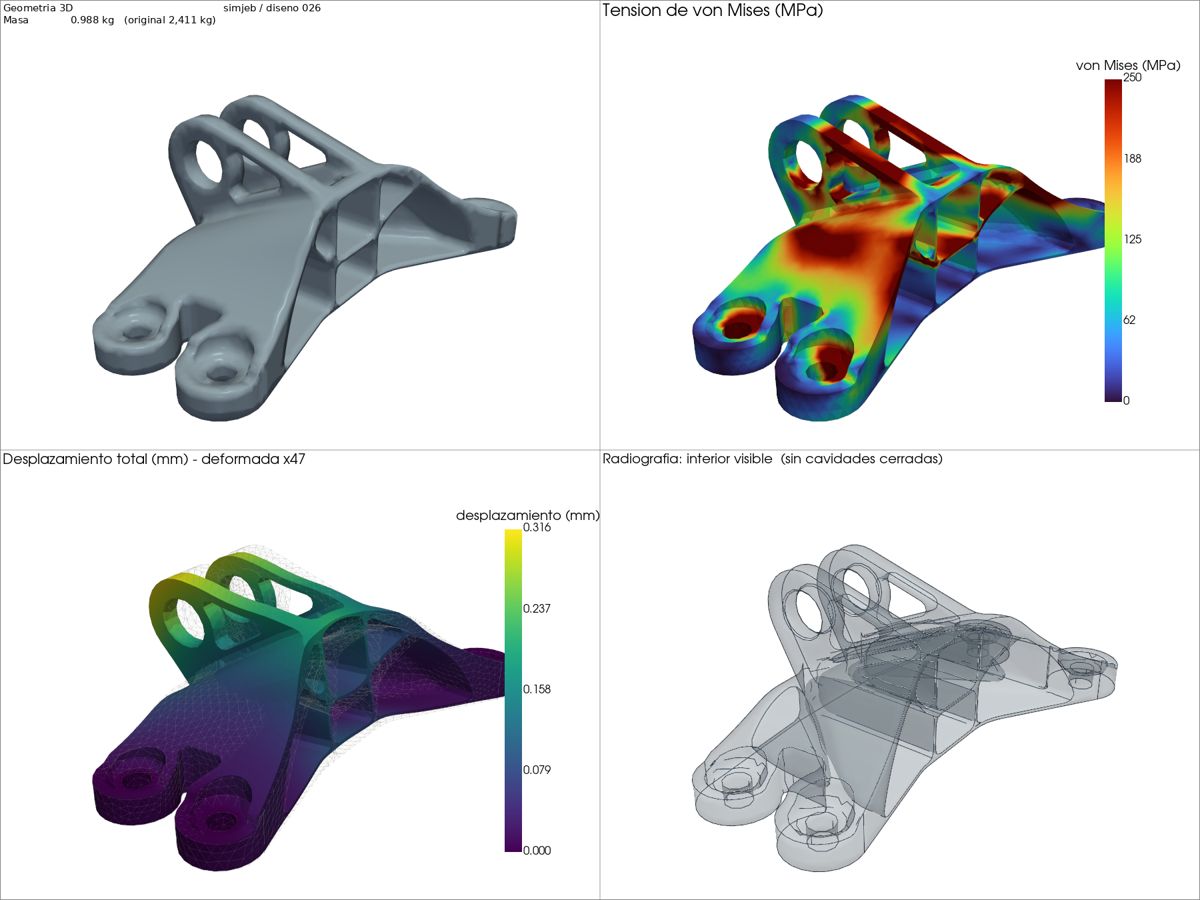 Geometria 3D simjeb / diseno 026
Masa 0.988 kg (original 2,411 kg)
Tension de von Mises (MPa)
von Mises (MPa)
250
188
125
62
0
Desplazamiento total (mm) - deformada x47
desplazamiento (mm)
0.316
0.237
0.158
0.079
0.000
Radiografia: interior visible (sin cavidades cerradas)